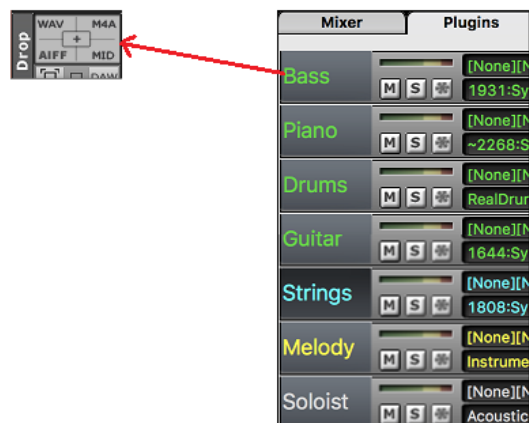 Drop
WAV M4A
+
AIFF MID
DAW
Mixer Plugins
Bass
[None][N
M S
1931:Sy
Piano
[None][N
M S
~2268:S
Drums
[None][N
M S
RealDrun
Guitar
[None][N
M S
1644:Sy
Strings
[None][N
M S
1808:Sy
Melody
[None][N
M S
Instrume
Soloist
[None][N
M S
Acoustic